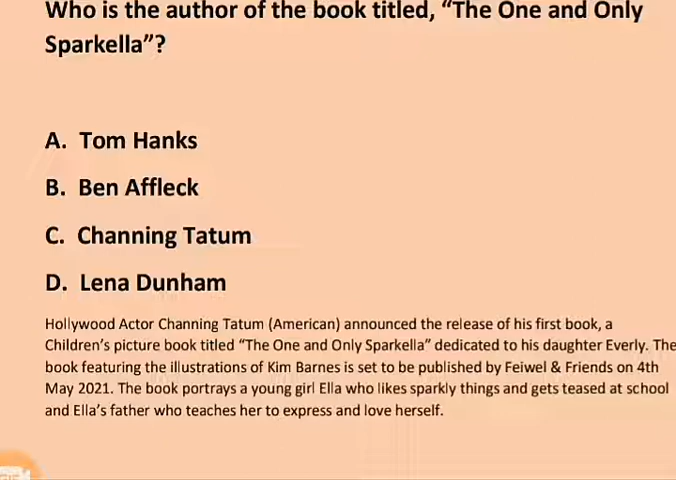 Who is the author of the book titled, “The One and Only
Sparkella”?
A. Tom Hanks
B. Ben Affleck
C. Channing Tatum
D. Lena Dunham
Hollywood Actor Channing Tatum (American) announced the release of his first book, a
Children’s picture book titled “The One and Only Sparkella” dedicated to his daughter Everly. The
book featuring the illustrations of Kim Barnes is set to be published by Feiwel & Friends on 4th
May 2021. The book portrays a young girl Ella who likes sparkly things and gets teased at school
and Ella’s father who teaches her to express and love herself.